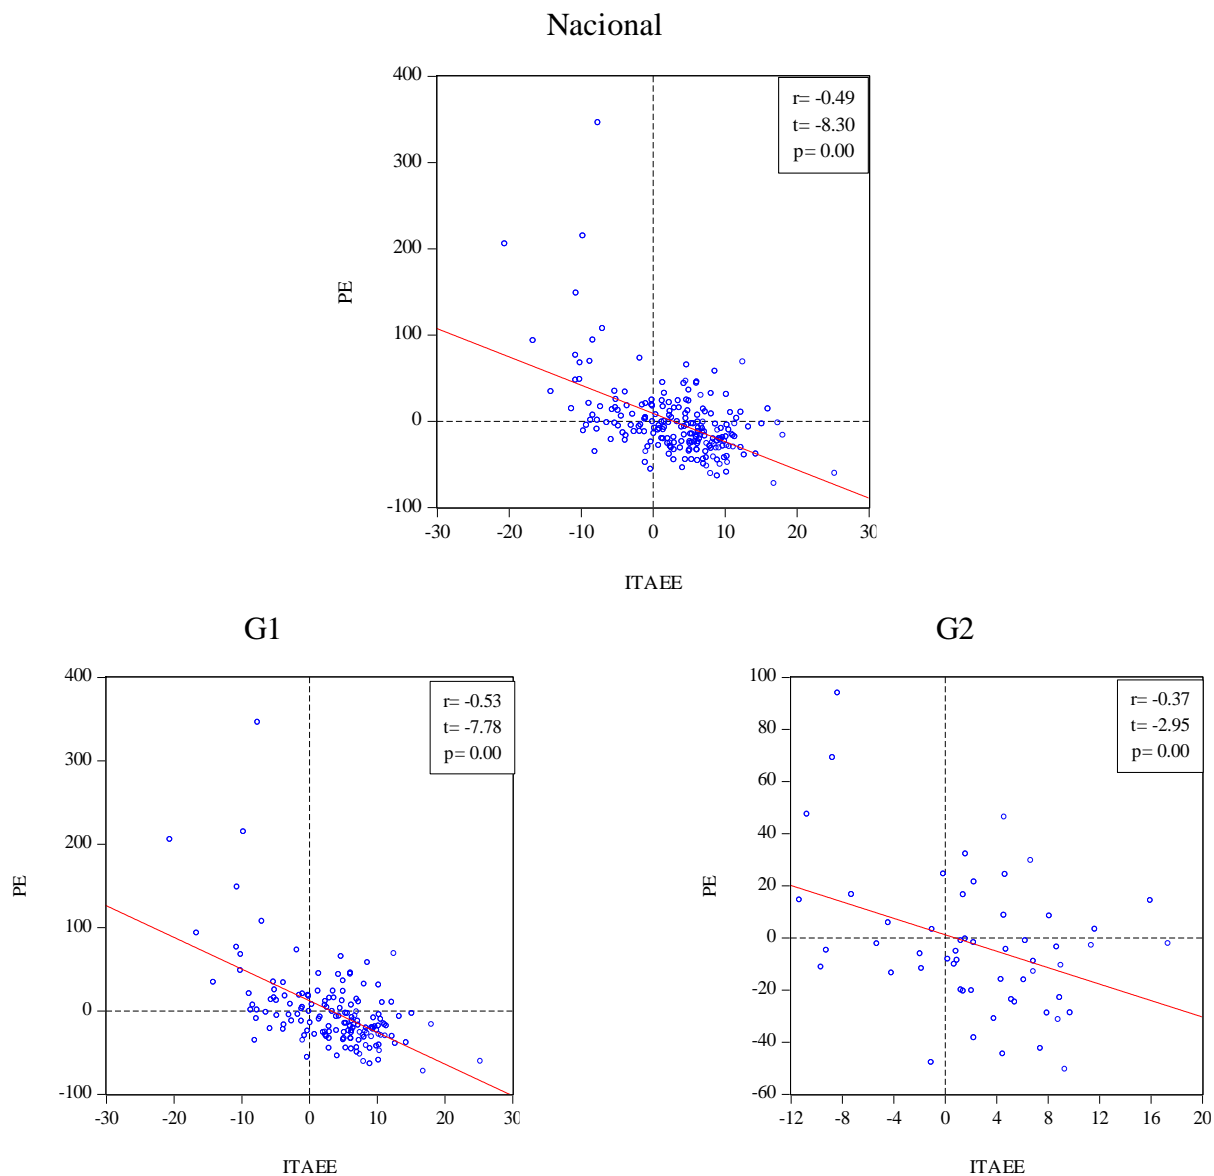 Nacional
400
300
200
100
0
-100
PE
r= -0.49
t= -8.30
p= 0.00
-30 -20 -10 0 10 20 30
ITAEE
G1
400
300
200
100
0
-100
PE
r= -0.53
t= -7.78
p= 0.00
-30 -20 -10 0 10 20 30
ITAEE
G2
100
80
60
40
20
0
-20
-40
-60
PE
r= -0.37
t= -2.95
p= 0.00
-12 -8 -4 0 4 8 12 16 20
ITAEE